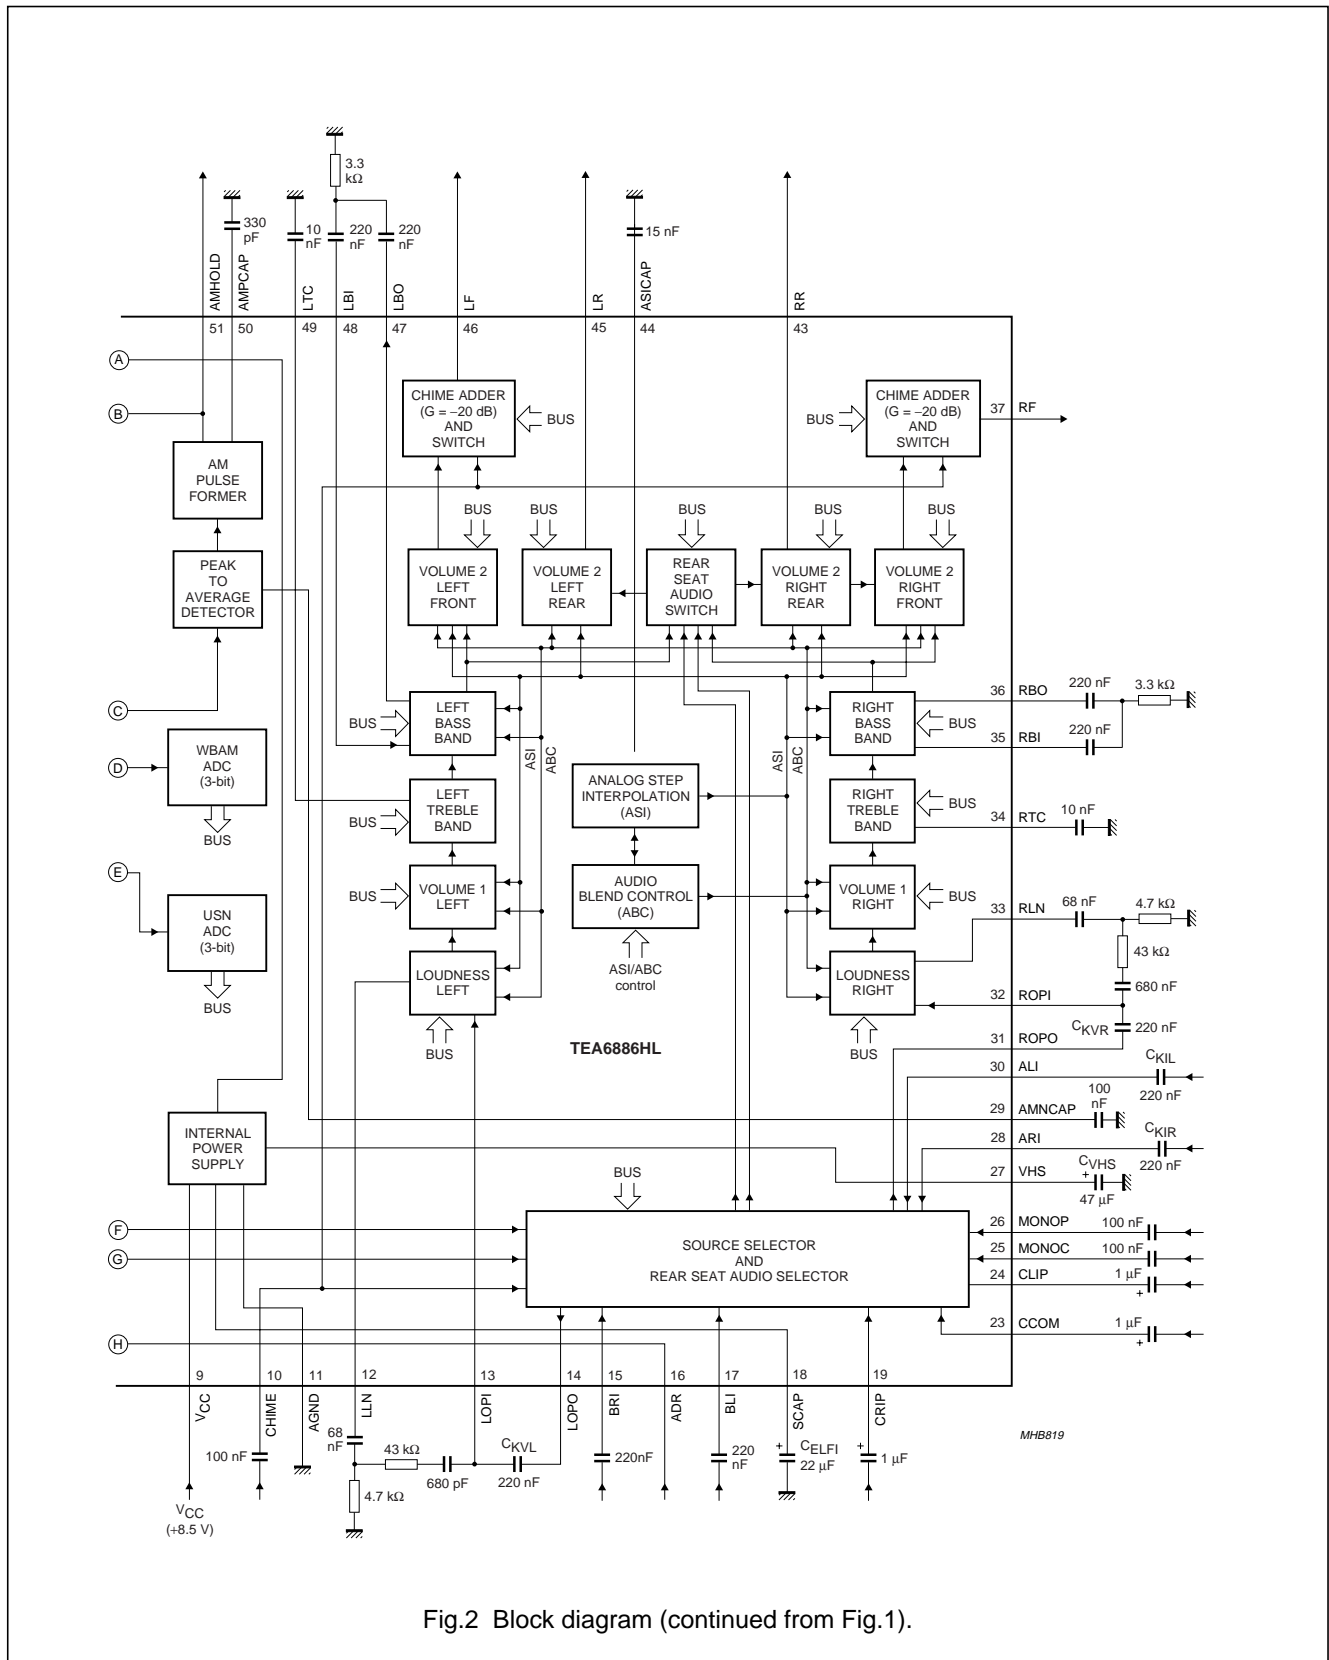 3.3
kΩ
330
pF
10
nF
220
nF
220
nF
15 nF
AMHOLD
AMPCAP
LTC
LBI
LBO
LF
LR
ASICAP
RR
51
50
49
48
47
46
45
44
43
A
CHIME ADDER
(G = −20 dB)
AND
SWITCH
BUS
BUS
CHIME ADDER
(G = −20 dB)
AND
SWITCH
37
RF
B
AM
PULSE
FORMER
BUS
BUS
BUS
BUS
BUS
PEAK
TO
AVERAGE
DETECTOR
VOLUME 2
LEFT
FRONT
VOLUME 2
LEFT
REAR
REAR
SEAT
AUDIO
SWITCH
VOLUME 2
RIGHT
REAR
VOLUME 2
RIGHT
FRONT
C
BUS
LEFT
BASS
BAND
ASI
ABC
ASI
ABC
RIGHT
BASS
BAND
BUS
36
RBO
220 nF
3.3 kΩ
35
RBI
220 nF
D
WBAM
ADC
(3-bit)
BUS
BUS
LEFT
TREBLE
BAND
ANALOG STEP
INTERPOLATION
(ASI)
RIGHT
TREBLE
BAND
BUS
34
RTC
10 nF
E
USN
ADC
(3-bit)
BUS
BUS
VOLUME 1
LEFT
AUDIO
BLEND CONTROL
(ABC)
ASI/ABC
control
VOLUME 1
RIGHT
BUS
33
RLN
68 nF
4.7 kΩ
43 kΩ
680 nF
LOUDNESS
LEFT
BUS
TEA6886HL
LOUDNESS
RIGHT
BUS
32
ROPI
CKVR
220 nF
31
ROPO
30
ALI
CKIL
220 nF
29
AMNCAP
100
nF
28
ARI
CKIR
220 nF
27
VHS
CVHS
+
47 μF
INTERNAL
POWER
SUPPLY
BUS
F
G
SOURCE SELECTOR
AND
REAR SEAT AUDIO SELECTOR
26
MONOP
100 nF
25
MONOC
100 nF
24
CLIP
1 μF
+
23
CCOM
1 μF
+
H
9
10
11
12
13
14
15
16
17
18
19
VCC
CHIME
AGND
LLN
LOPI
LOPO
BRI
ADR
BLI
SCAP
CRIP
100 nF
68
nF
43 kΩ
680 pF
CKVL
220 nF
4.7 kΩ
220nF
220
nF
+
CELFI
22 μF
+
1 μF
VCC
(+8.5 V)
MHB819
Fig.2 Block diagram (continued from Fig.1).